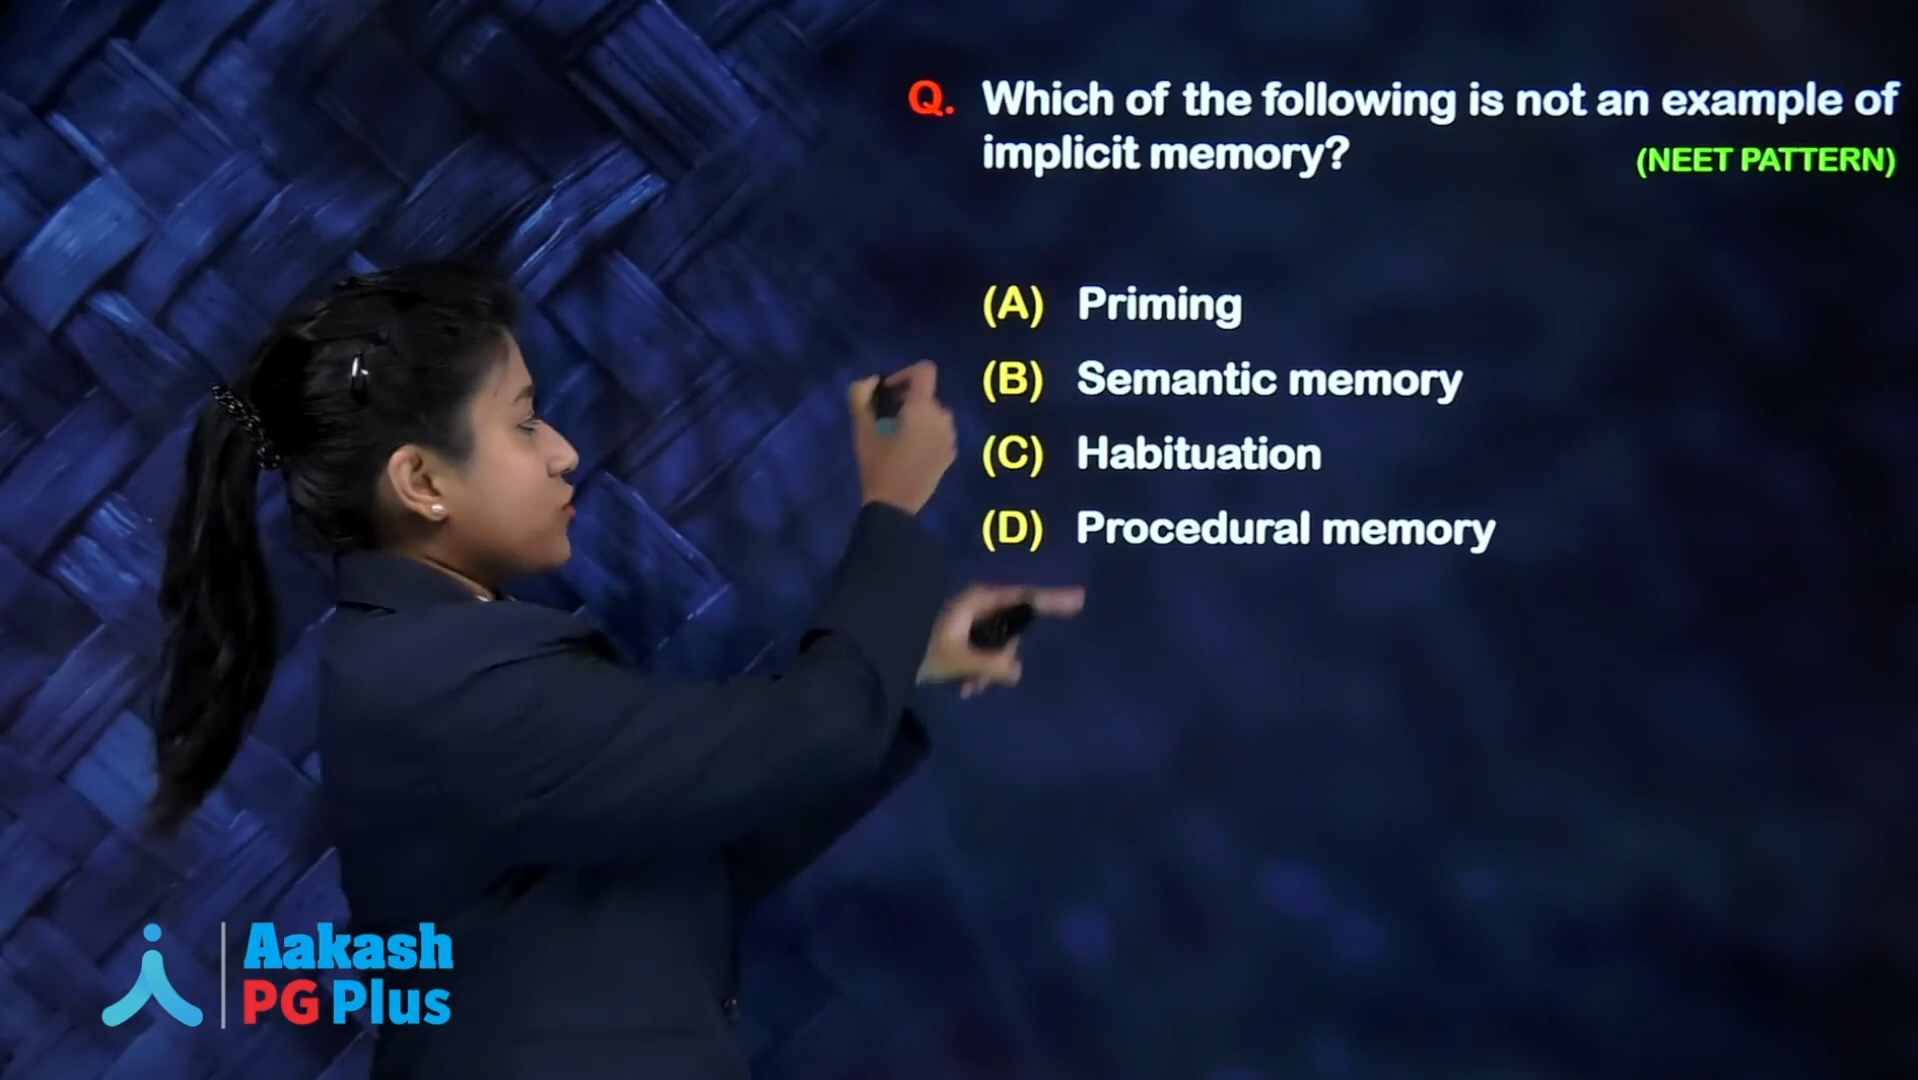 Q. Which of the following is not an example of
implicit memory? (NEET PATTERN)
(A) Priming
(B) Semantic memory
(C) Habituation
(D) Procedural memory
Aakash
PG Plus